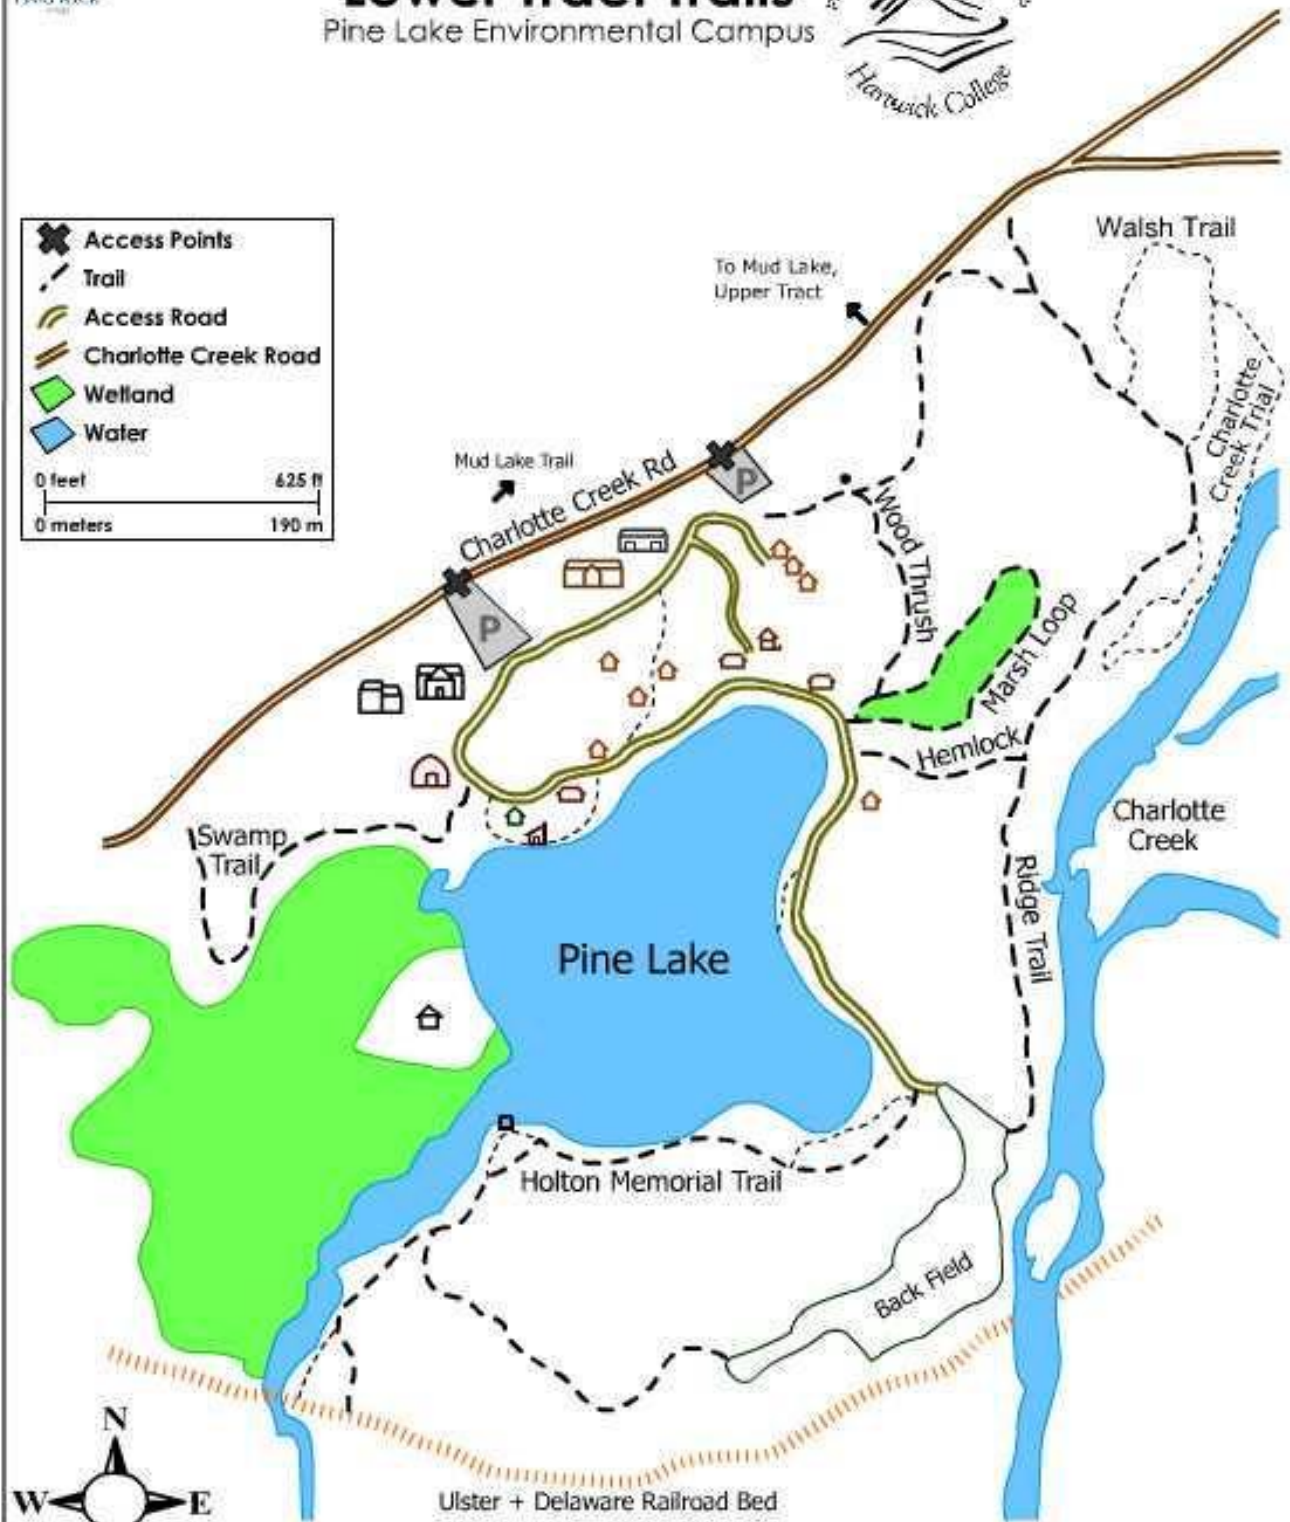 Lower Tract Trails
Pine Lake Environmental Campus
Hartwick College
Access Points
Trail
Access Road
Charlotte Creek Road
Wetland
Water
0 feet 625 ft
0 meters 190 m
Walsh Trail
To Mud Lake,
Upper Tract
Charlotte
Creek Trial
Mud Lake Trail
Charlotte Creek Rd
P
Wood Thrush
P
Marsh Loop
Hemlock
Charlotte
Creek
Swamp
Trail
Ridge Trail
Pine Lake
Holton Memorial Trail
Back Field
N
W E
Ulster + Delaware Railroad Bed